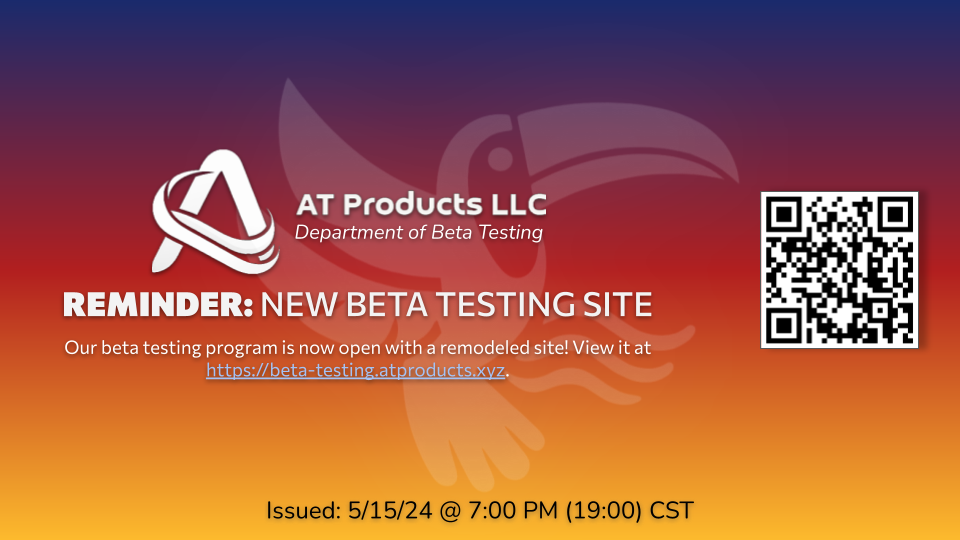 AT Products LLC
Department of Beta Testing
REMINDER: NEW BETA TESTING SITE
Our beta testing program is now open with a remodeled site! View it at
https://beta-testing.atproducts.xyz.
Issued: 5/15/24 @ 7:00 PM (19:00) CST